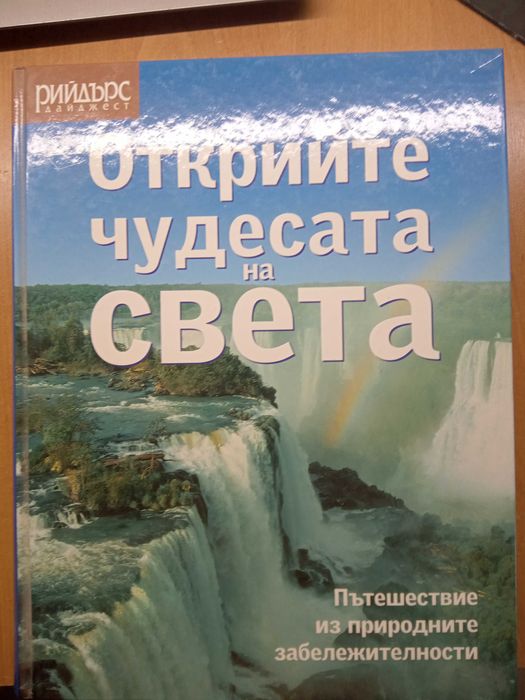 РИЙДЪРС
ДАЙДЖЕСТ
Открийте
чудесата
на
света
Пътешествие
из природните
забележителности